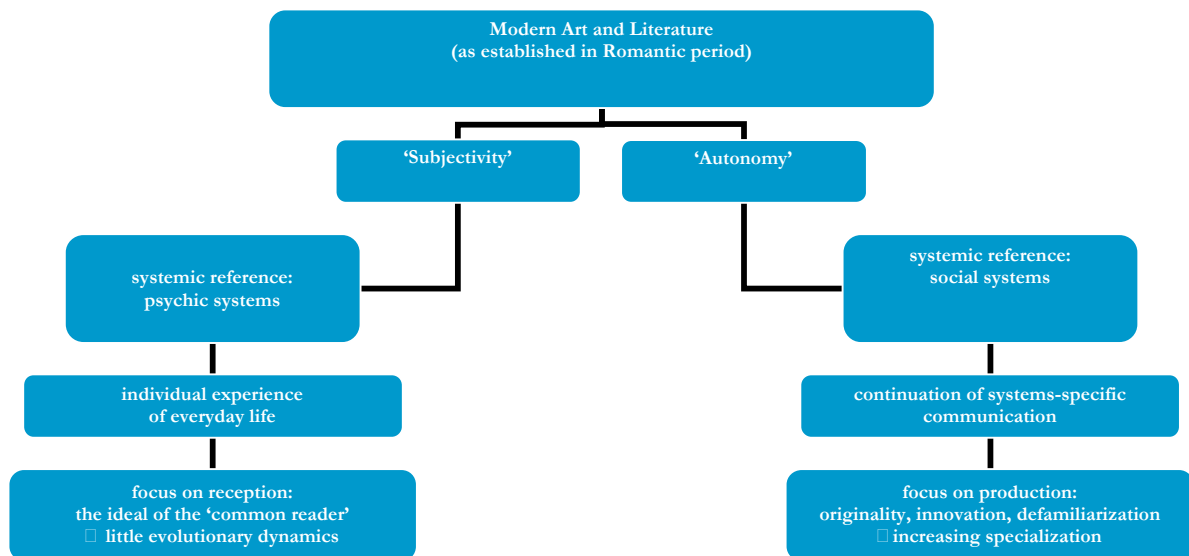 Modern Art and Literature
(as established in Romantic period)
‘Subjectivity’
‘Autonomy’
systemic reference:
psychic systems
systemic reference:
social systems
individual experience
of everyday life
continuation of systems-specific
communication
focus on reception:
the ideal of the ‘common reader’
□ little evolutionary dynamics
focus on production:
originality, innovation, defamiliarization
□ increasing specialization